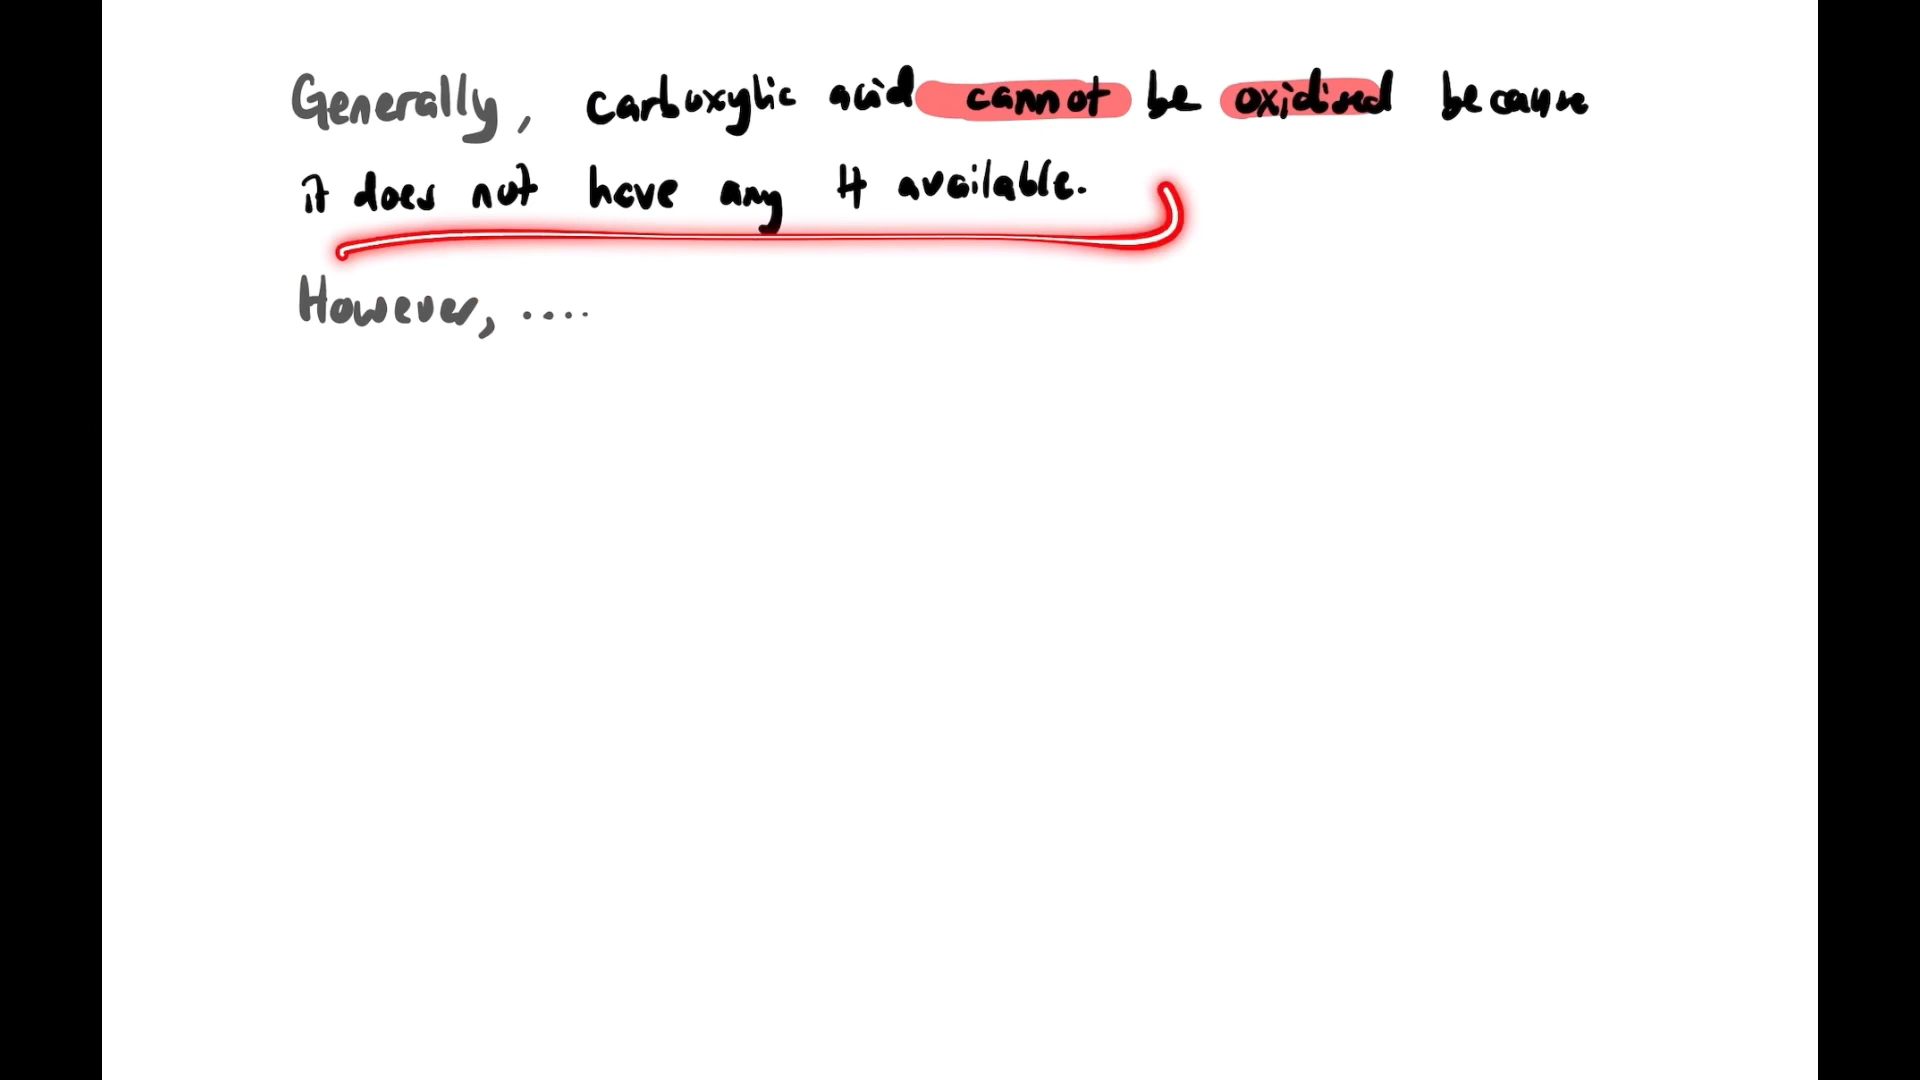 Generally, carboxylic acid cannot be oxidised because
it does not have any H available.
However, ....